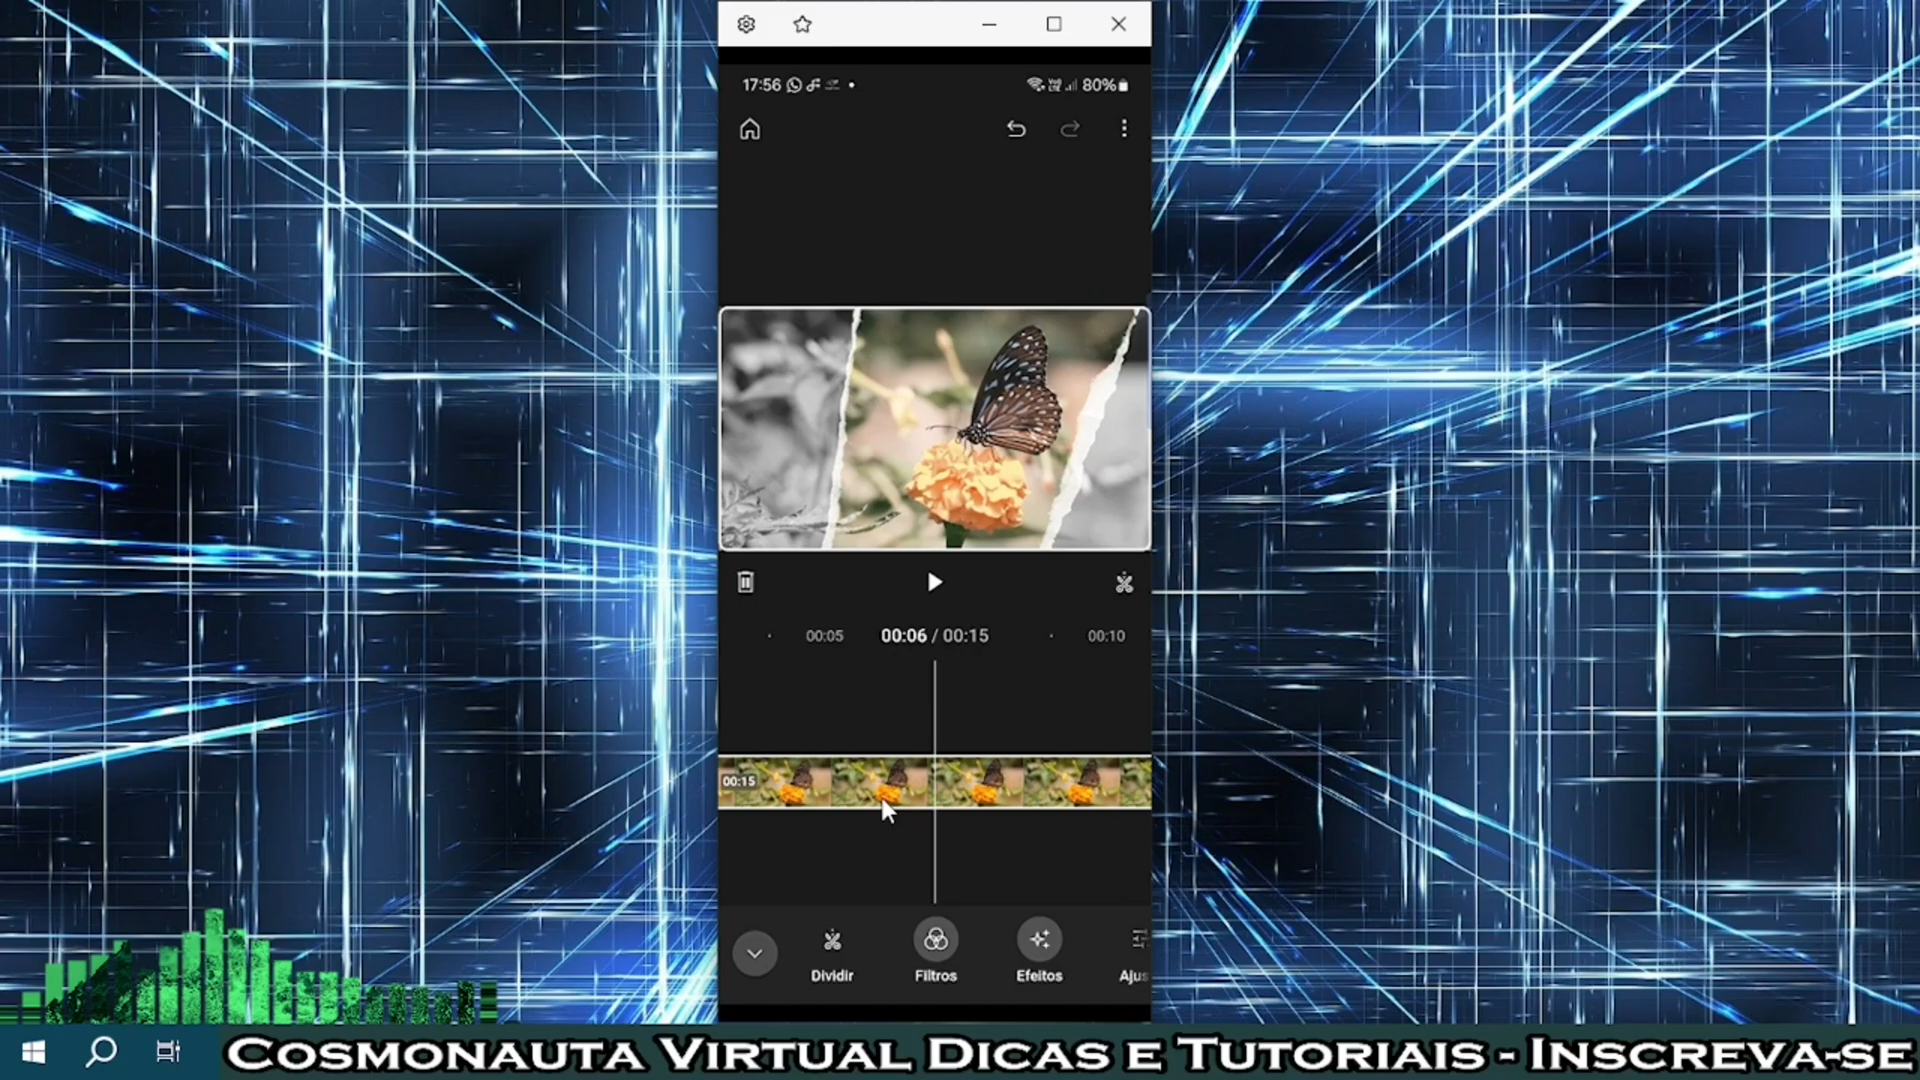 17:56
80%
00:05
00:06 / 00:15
00:10
00:15
Dividir
Filtros
Efeitos
Ajus
Cosmonauta Virtual Dicas e Tutoriais - Inscreva-se